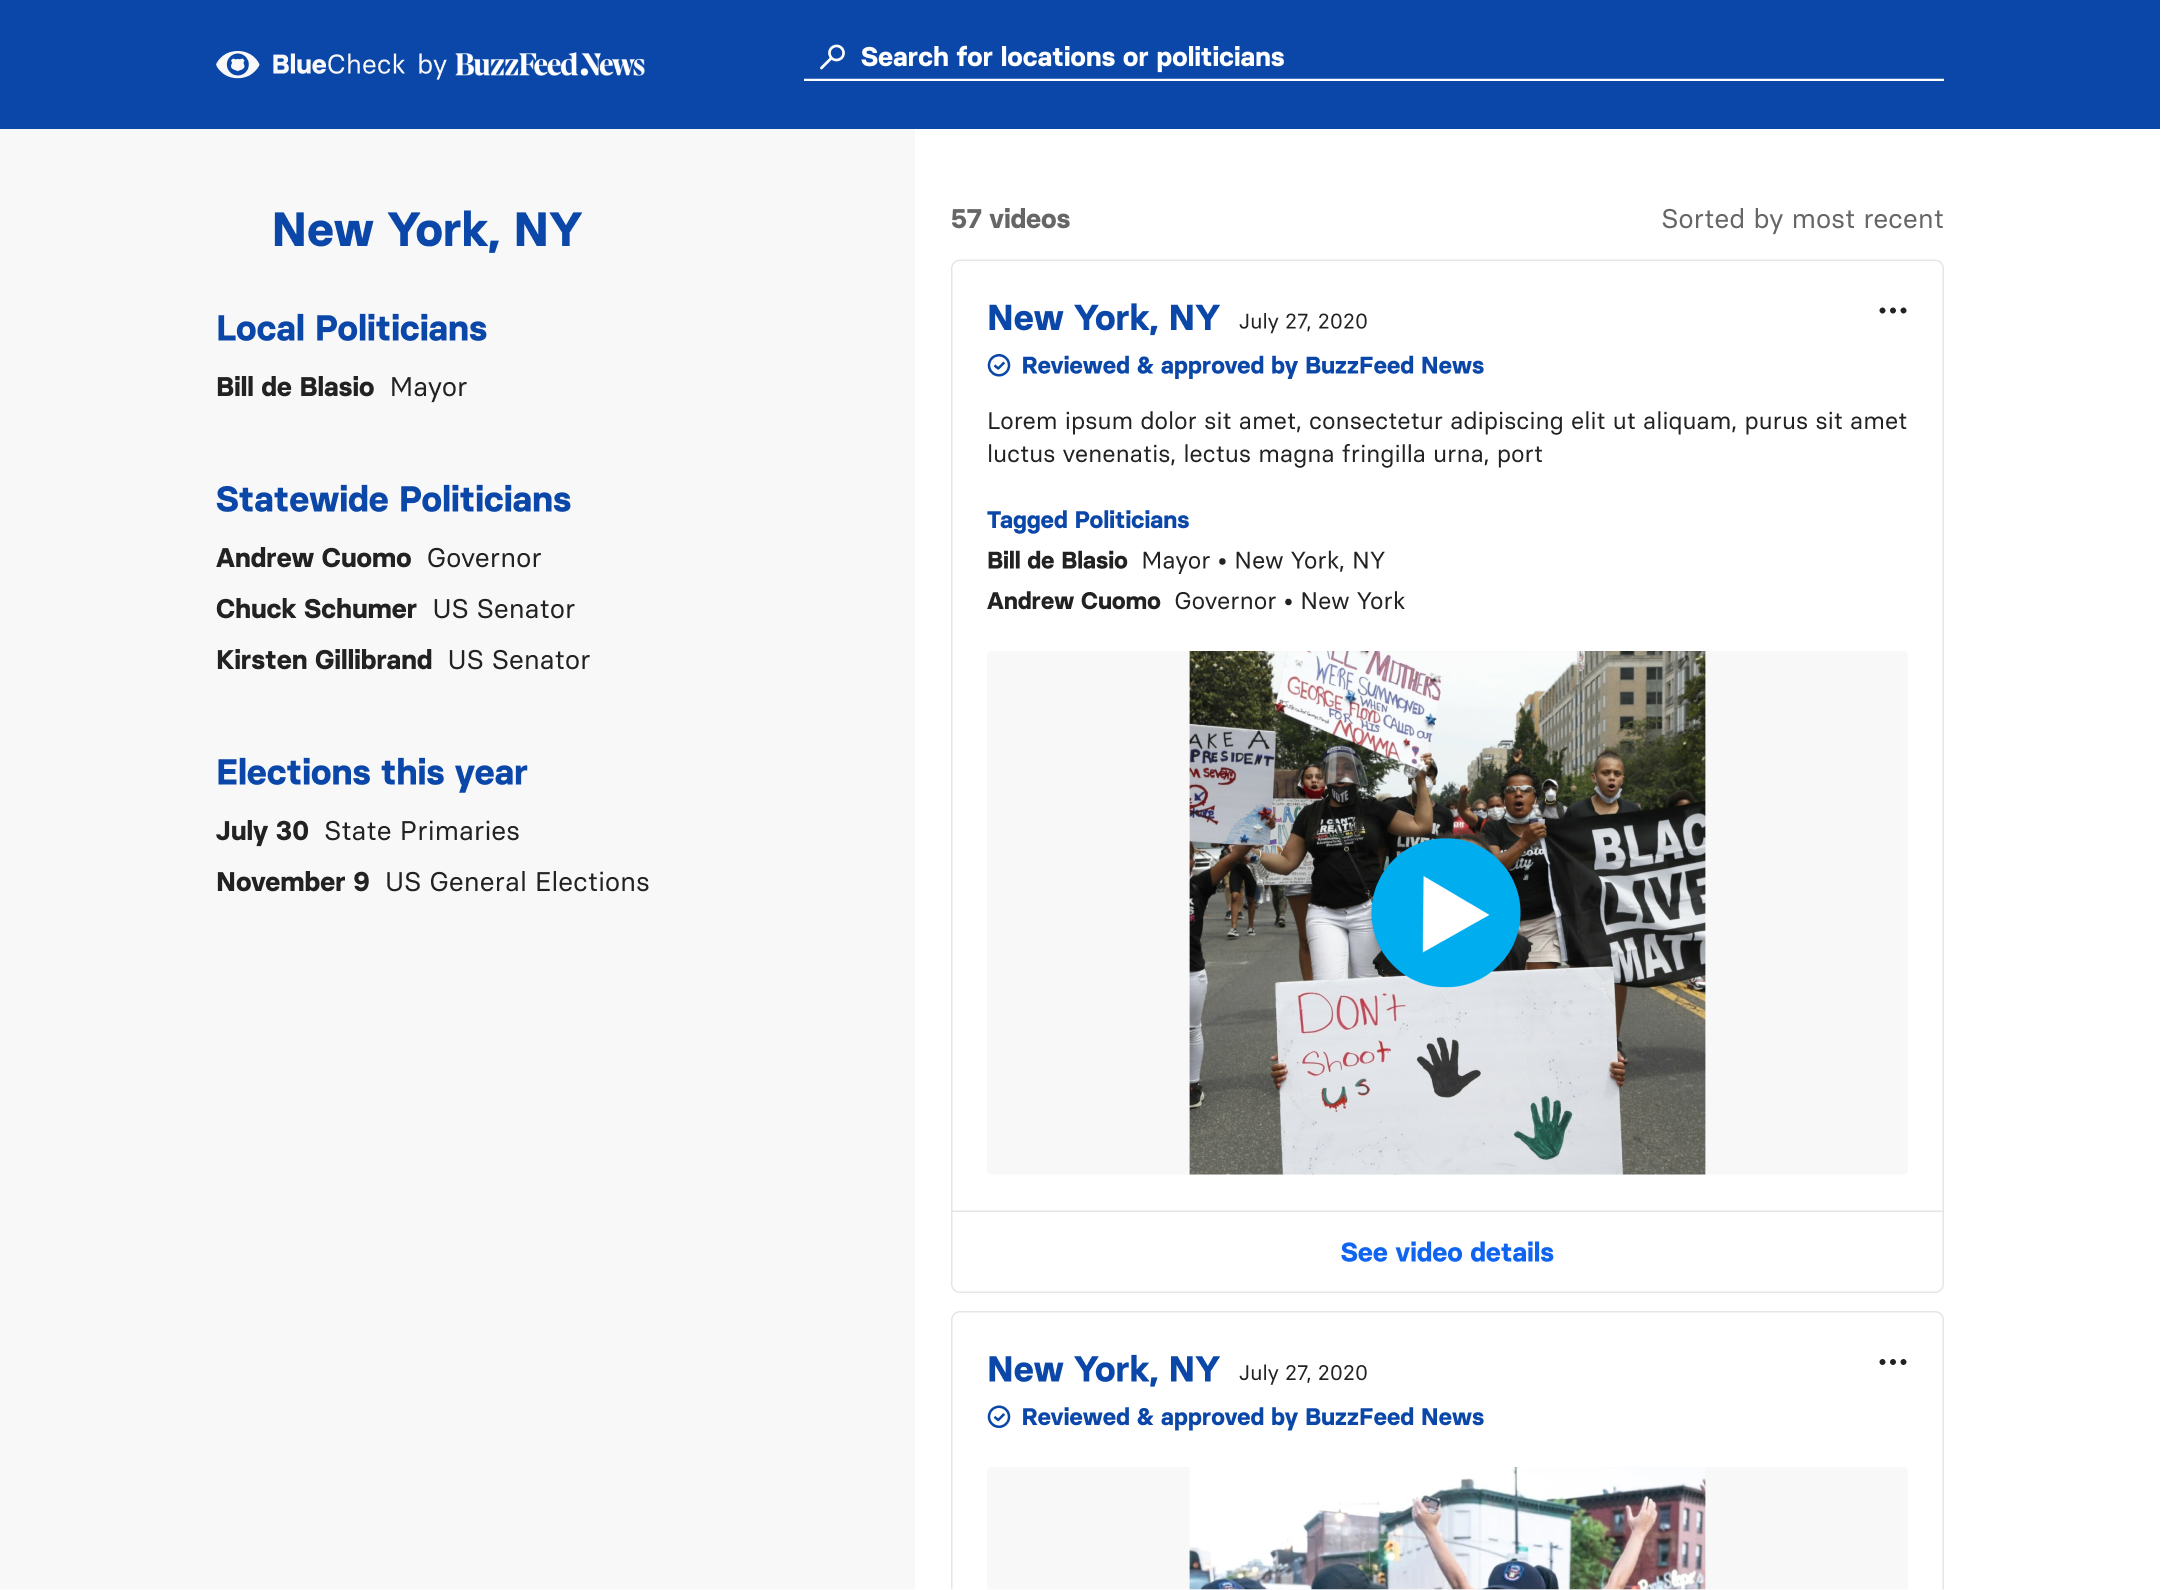 BlueCheck by BuzzFeed News
Search for locations or politicians
New York, NY
Local Politicians
Bill de Blasio Mayor
Statewide Politicians
Andrew Cuomo Governor
Chuck Schumer US Senator
Kirsten Gillibrand US Senator
Elections this year
July 30 State Primaries
November 9 US General Elections
57 videos
Sorted by most recent
New York, NY July 27, 2020
Reviewed & approved by BuzzFeed News
Lorem ipsum dolor sit amet, consectetur adipiscing elit ut aliquam, purus sit amet
luctus venenatis, lectus magna fringilla urna, port
Tagged Politicians
Bill de Blasio Mayor • New York, NY
Andrew Cuomo Governor • New York
MOTHERS
WERE SUMMONED
WHEN
GEORGE FLOYD CALLED OUT
FOR HIS
MOMMA
AKE A
PRESIDENT
VOTE
I CAN'T
BREATHE
BLAC
LIVE
MATT
DON't
Shoot
us
See video details
New York, NY July 27, 2020
Reviewed & approved by BuzzFeed News